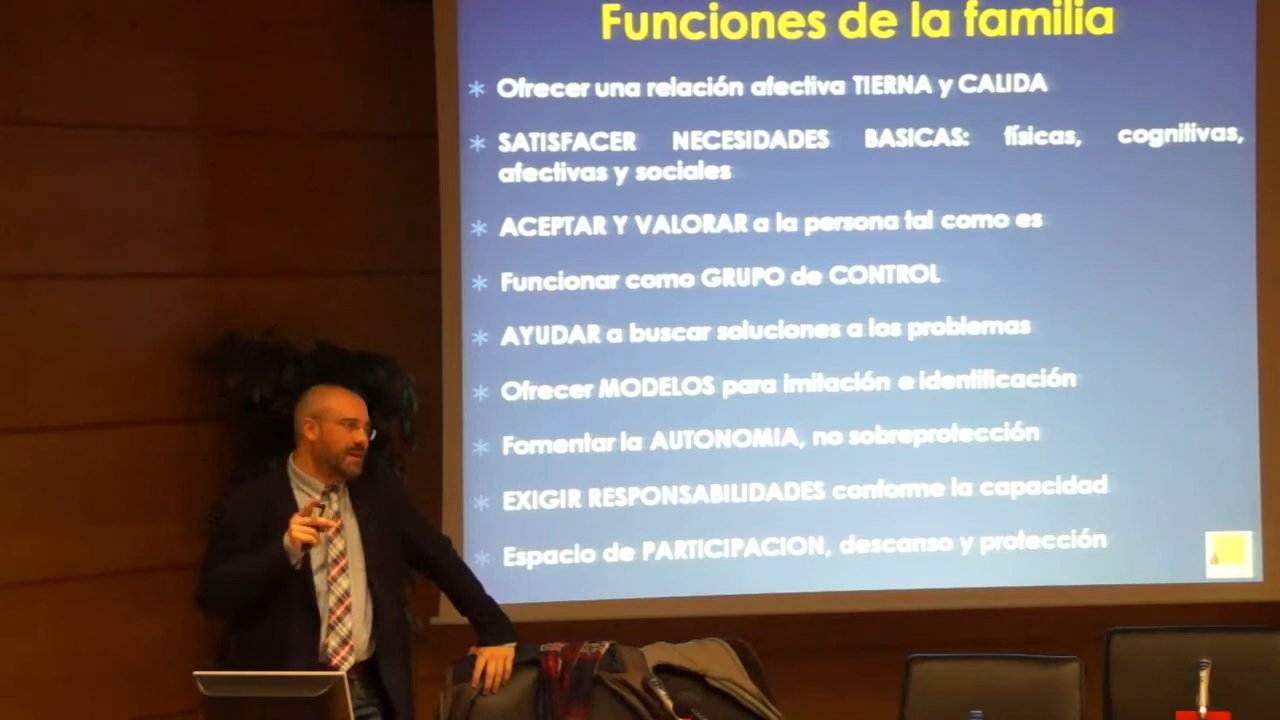 Funciones de la familia
Ofrecer una relación afectiva TIERNA y CALIDA
SATISFACER NECESIDADES BASICAS: físicas, cognitivas,
afectivas y sociales
ACEPTAR Y VALORAR a la persona tal como es
Funcionar como GRUPO de CONTROL
AYUDAR a buscar soluciones a los problemas
Ofrecer MODELOS para imitación e identificación
Fomentar la AUTONOMIA, no sobreprotección
EXIGIR RESPONSABILIDADES conforme la capacidad
Espacio de PARTICIPACION, descanso y protección